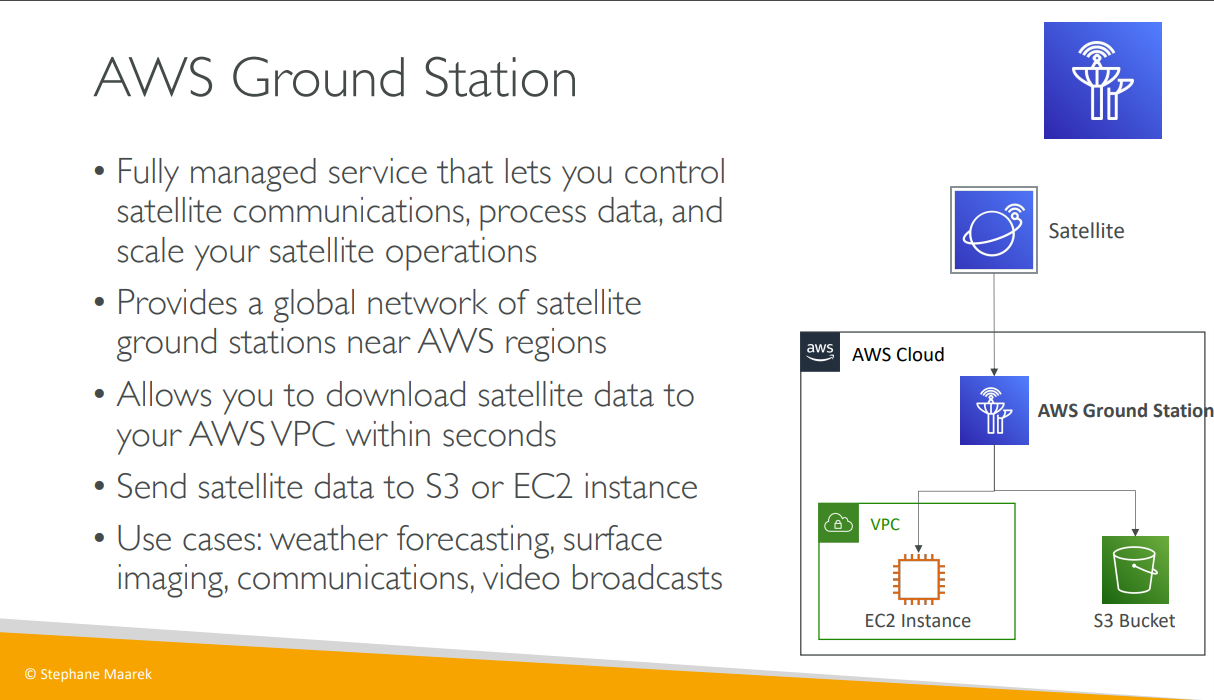 AWS Ground Station
• Fully managed service that lets you control
satellite communications, process data, and
scale your satellite operations
• Provides a global network of satellite
ground stations near AWS regions
• Allows you to download satellite data to
your AWS VPC within seconds
• Send satellite data to S3 or EC2 instance
• Use cases: weather forecasting, surface
imaging, communications, video broadcasts
Satellite
aws
AWS Cloud
AWS Ground Station
VPC
EC2 Instance
S3 Bucket
© Stephane Maarek